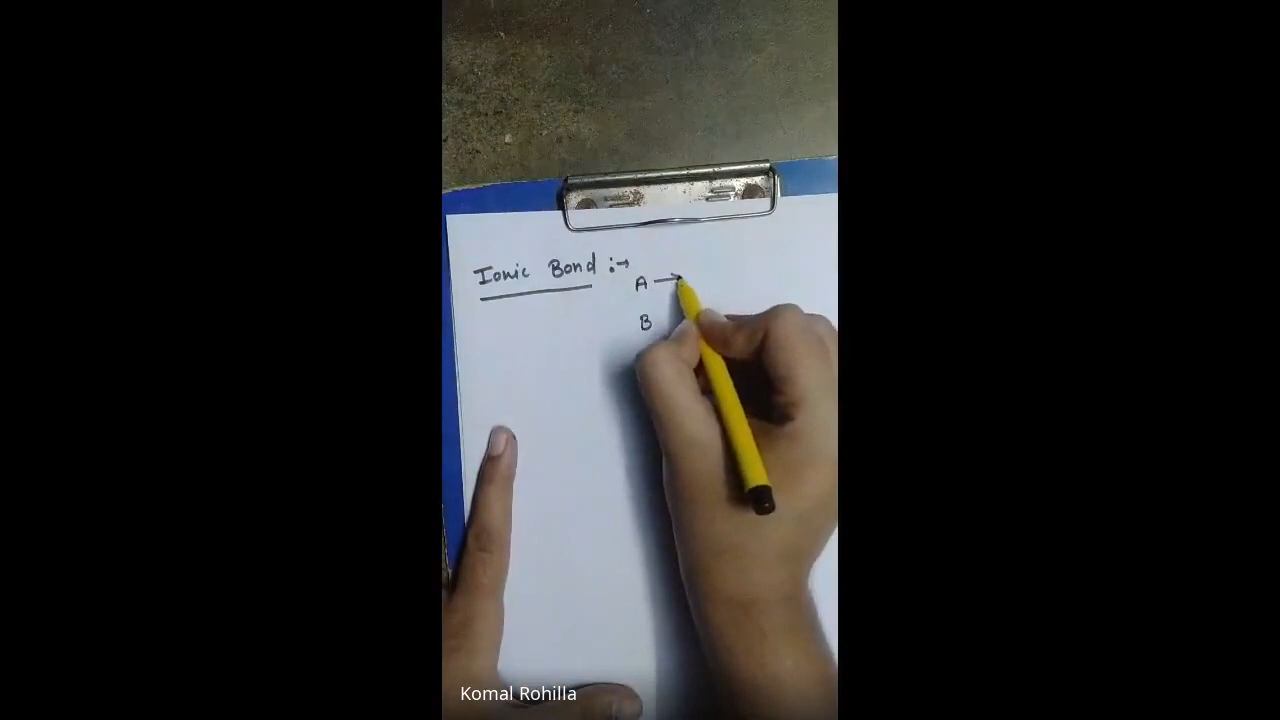 Ionic Bond :→
A →
B
Komal Rohilla